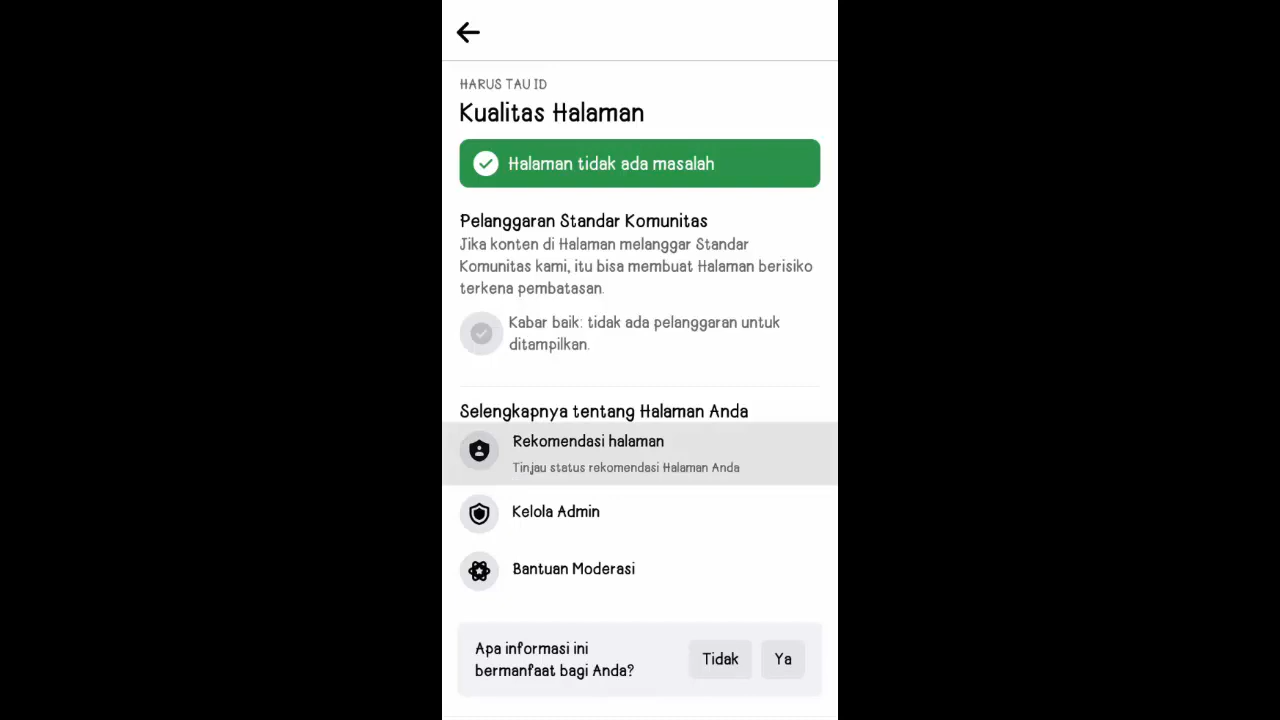 HARUS TAU ID
Kualitas Halaman
Halaman tidak ada masalah
Pelanggaran Standar Komunitas
Jika konten di Halaman melanggar Standar
Komunitas kami, itu bisa membuat Halaman berisiko
terkena pembatasan.
Kabar baik: tidak ada pelanggaran untuk
ditampilkan.
Selengkapnya tentang Halaman Anda
Rekomendasi halaman
Tinjau status rekomendasi Halaman Anda
Kelola Admin
Bantuan Moderasi
Apa informasi ini
bermanfaat bagi Anda?
Tidak
Ya